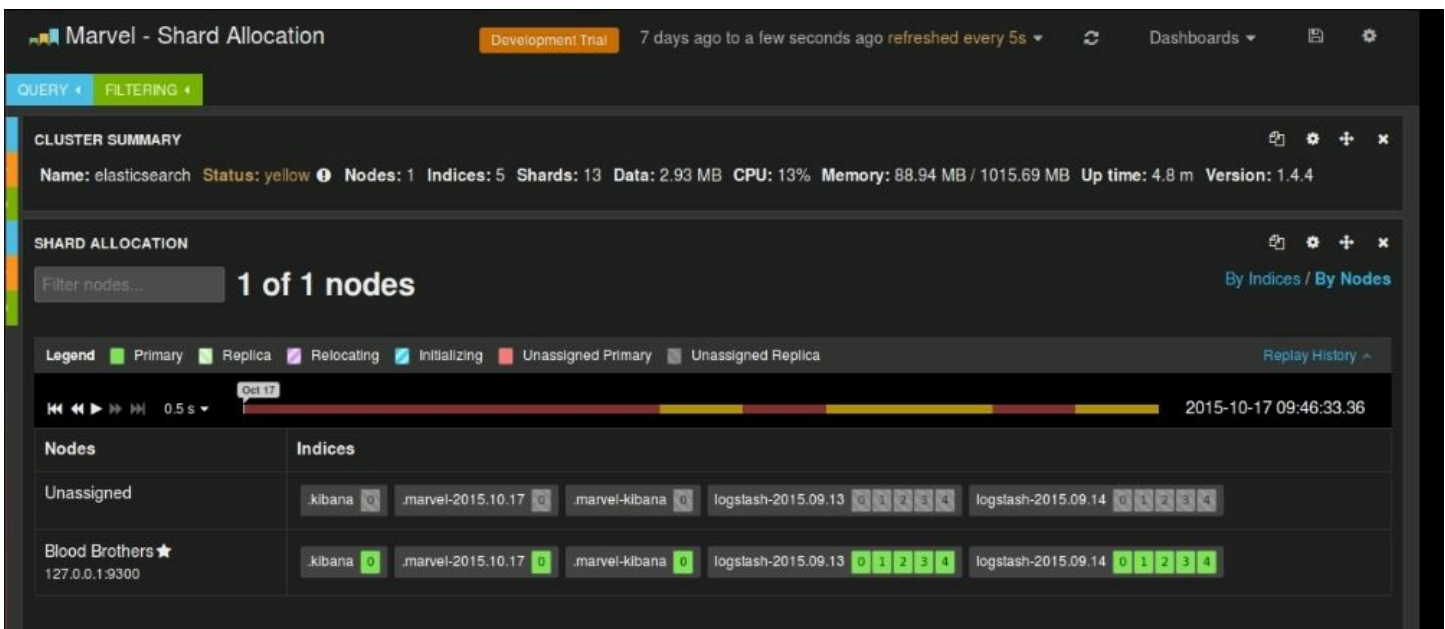 Marvel - Shard Allocation Development Trial 7 days ago to a few seconds ago refreshed every 5s Dashboards
QUERY FILTERING
CLUSTER SUMMARY
Name: elasticsearch Status: yellow Nodes: 1 Indices: 5 Shards: 13 Data: 2.93 MB CPU: 13% Memory: 88.94 MB / 1015.69 MB Up time: 4.8 m Version: 1.4.4
SHARD ALLOCATION
Filter nodes... 1 of 1 nodes By Indices / By Nodes
Legend Primary Replica Relocating Initializing Unassigned Primary Unassigned Replica Replay History
Oct 17
0.5 s 2015-10-17 09:46:33.36
Nodes Indices
Unassigned .kibana 0 .marvel-2015.10.17 0 .marvel-kibana 0 logstash-2015.09.13 0 1 2 3 4 logstash-2015.09.14 0 1 2 3 4
Blood Brothers .kibana 0 .marvel-2015.10.17 0 .marvel-kibana 0 logstash-2015.09.13 0 1 2 3 4 logstash-2015.09.14 0 1 2 3 4
127.0.0.1:9300